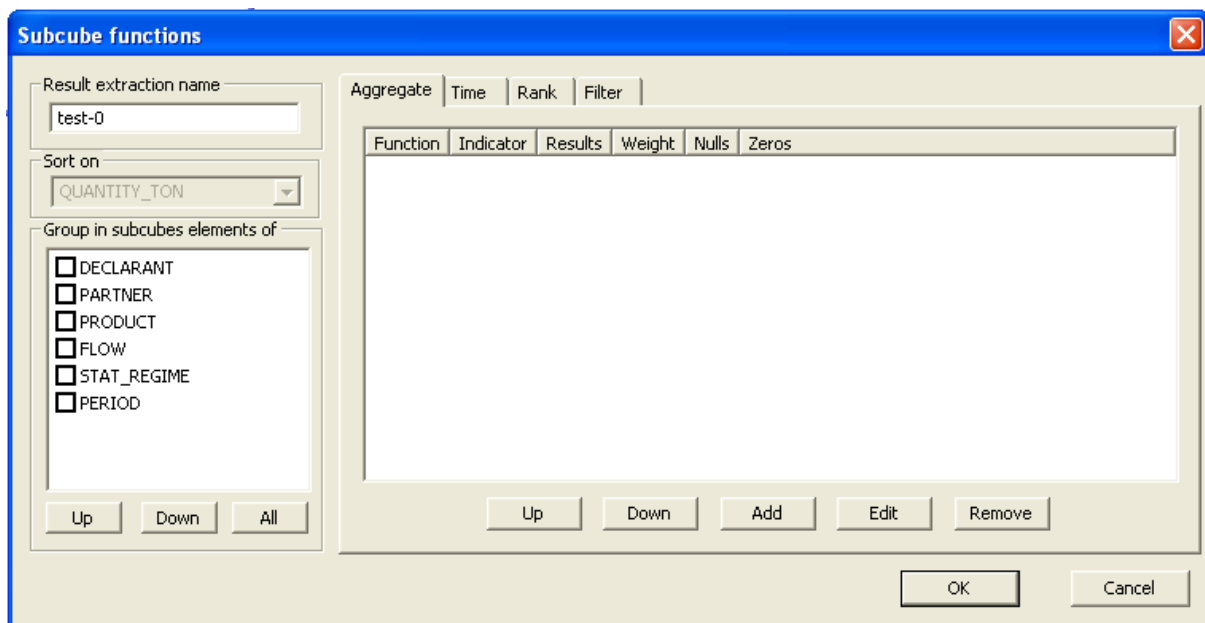 Subcube functions
Result extraction name
test-0
Sort on
QUANTITY_TON
Group in subcubes elements of
DECLARANT
PARTNER
PRODUCT
FLOW
STAT_REGIME
PERIOD
Up Down All
Aggregate Time Rank Filter
Function Indicator Results Weight Nulls Zeros
Up Down Add Edit Remove
OK Cancel